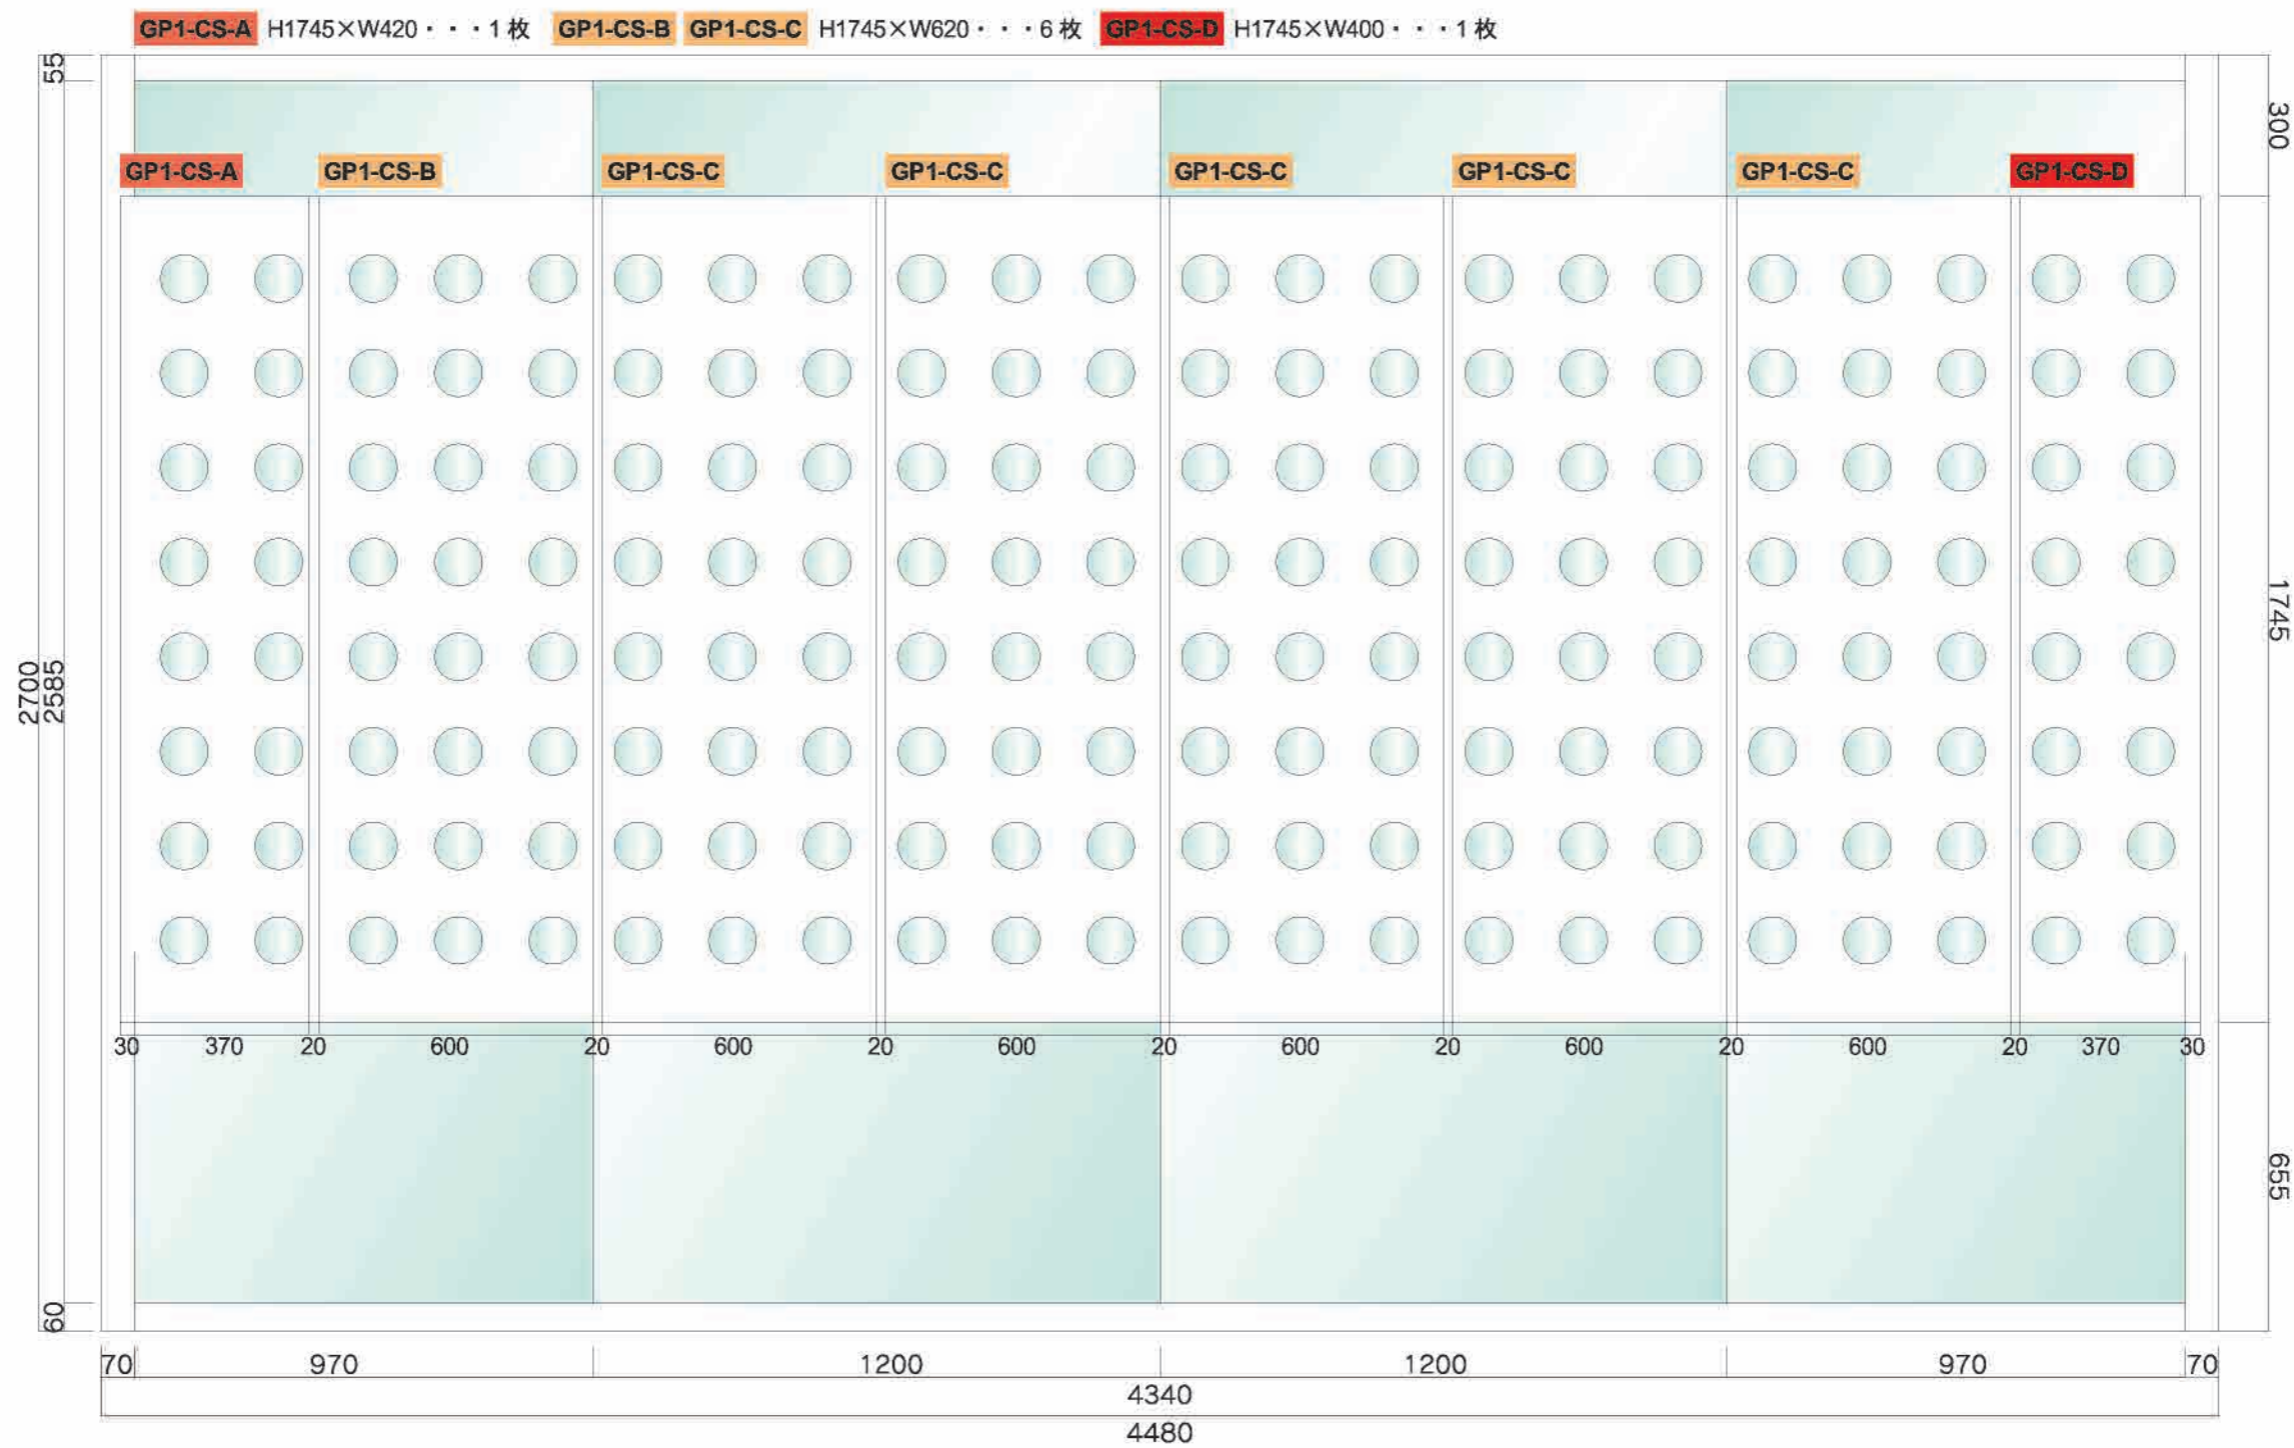 GP1-CS-A H1745×W420・・・1枚 GP1-CS-B GP1-CS-C H1745×W620・・・6枚 GP1-CS-D H1745×W400・・・1枚
55
300
GP1-CS-A GP1-CS-B GP1-CS-C GP1-CS-C GP1-CS-C GP1-CS-C GP1-CS-C GP1-CS-D
1745
2700
2585
30 370 20 600 20 600 20 600 20 600 20 600 20 600 20 370 30
655
60
70 970 1200 1200 970 70
4340
4480